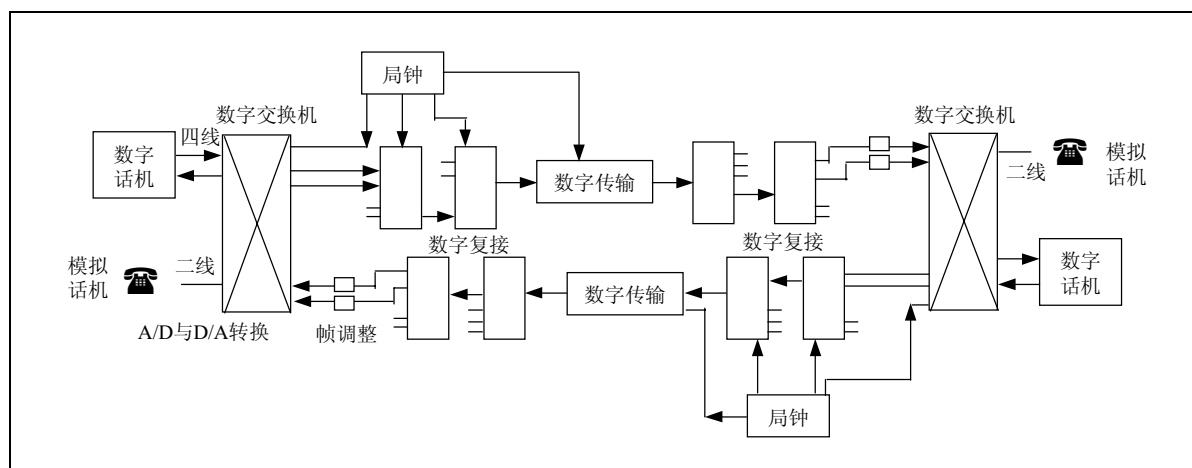 局钟
数字交换机
数字交换机
四线
数字
话机
模拟
话机
二线
数字传输
数字复接
数字复接
模拟
话机
二线
数字
话机
数字传输
A/D与D/A转换
帧调整
局钟